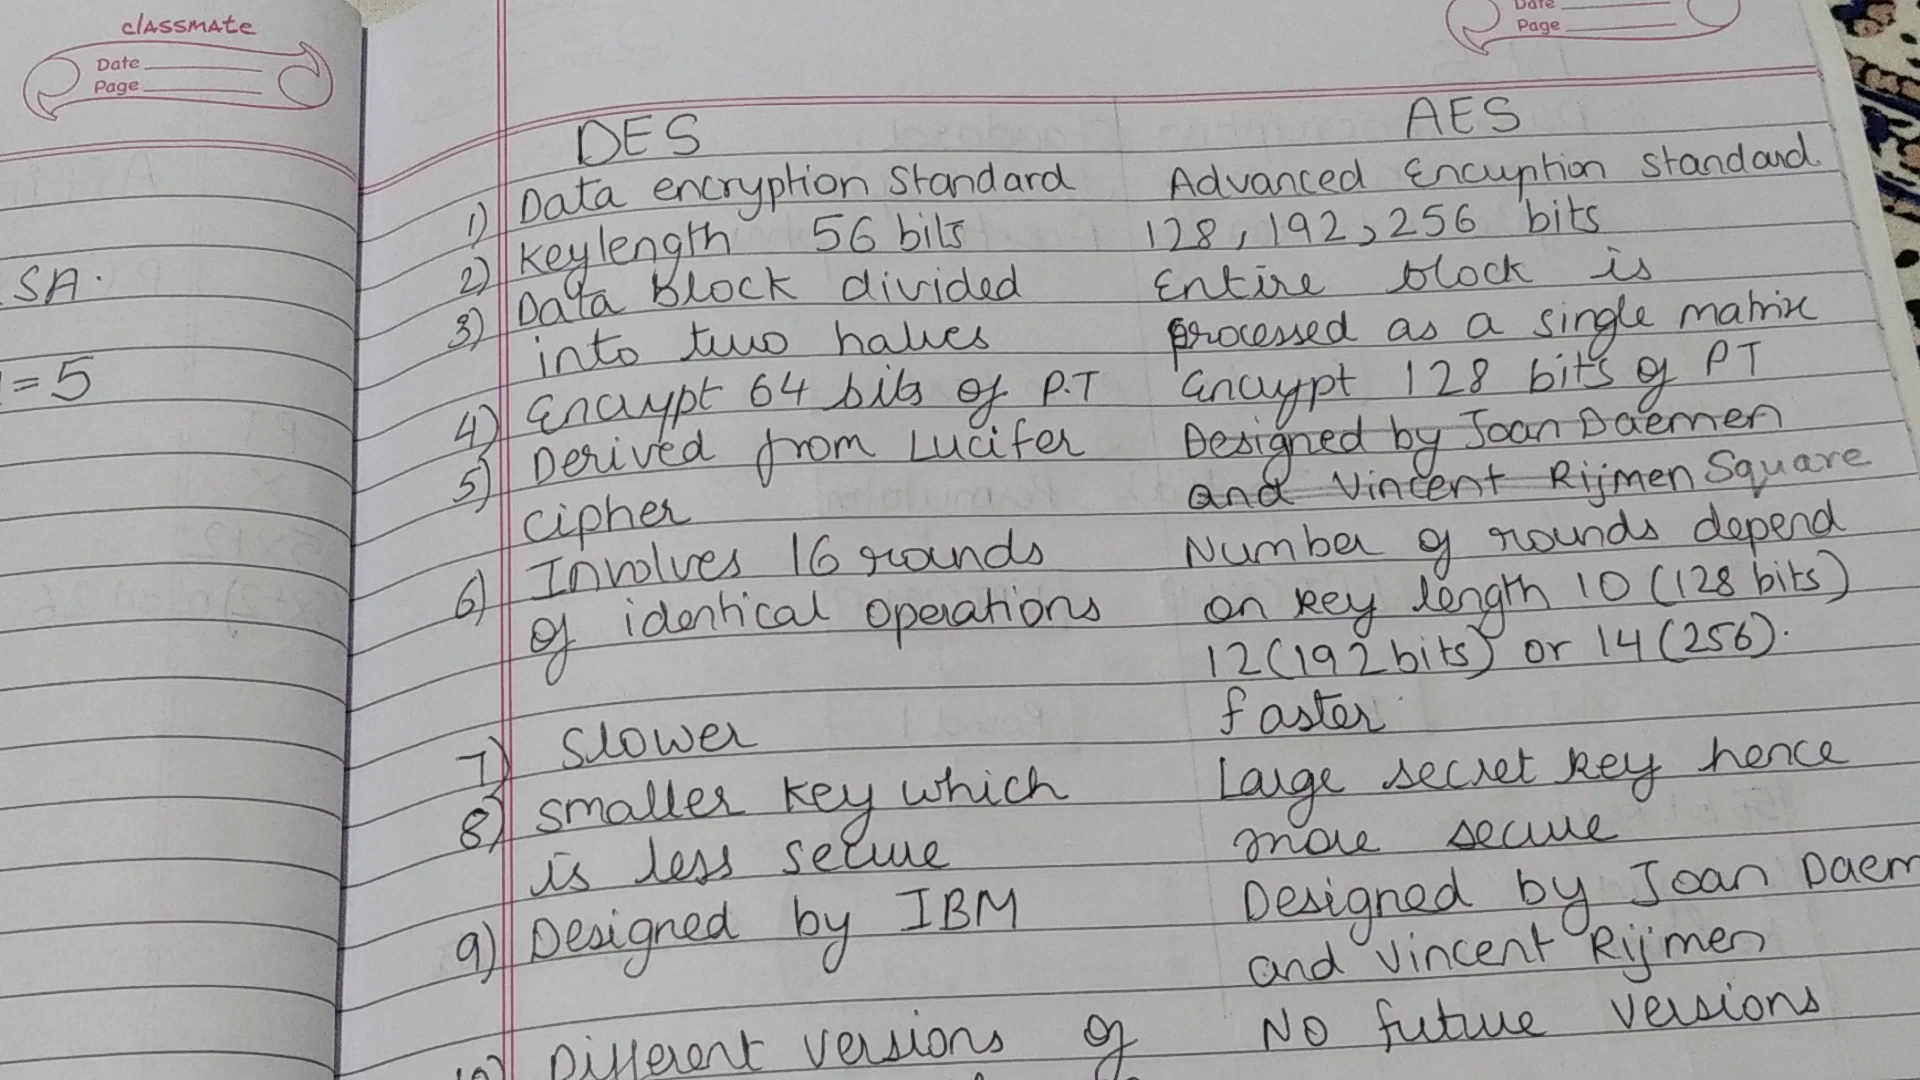 classmate
Date
Page
SA.
= 5
Date
Page
DES AES
1) Data encryption Standard Advanced Encryption Standard
2) Key length 56 bits 128, 192, 256 bits
3) Data Block divided Entire block is
into two halves processed as a single matrix
4) Encrypt 64 bits of P.T Encrypt 128 bits of PT
5) Derived from Lucifer Designed by Joan Daemen
cipher and Vincent Rijmen Square
6) Involves 16 rounds Number of rounds depend
of identical operations on key length 10 (128 bits)
12 (192 bits) or 14 (256).
7) Slower faster
8) Smaller key which Large secret key hence
is less secure more secure
9) Designed by IBM Designed by Joan Daem
and Vincent Rijmen
10) Different versions of No future versions